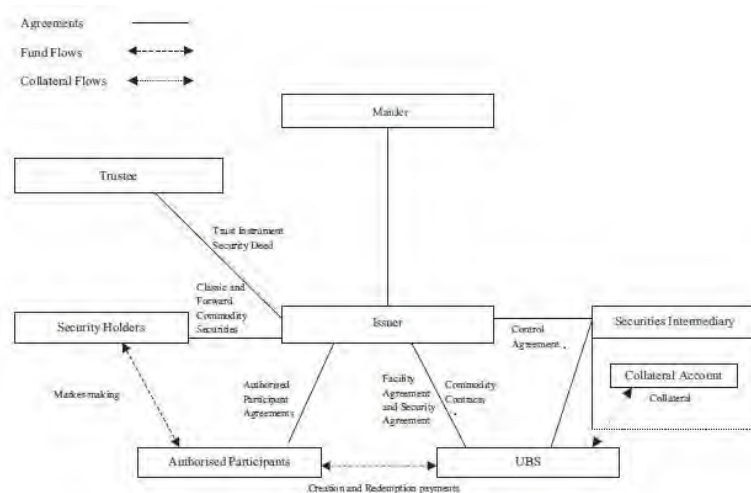 Agreements
Fund Flows
Collateral Flows
Trustee
Trust Instrument
Security Deed
Classic and
Forward
Commodity
Securities
Security Holders
Issuer
Control
Agreement
Securities Intermediary
Collateral Account
Collateral
Market-making
Authorised
Participant
Agreements
Facility
Agreement
and Security
Agreement
Commodity
Contracts
Authorised Participants
UBS
Creation and Redemption payments